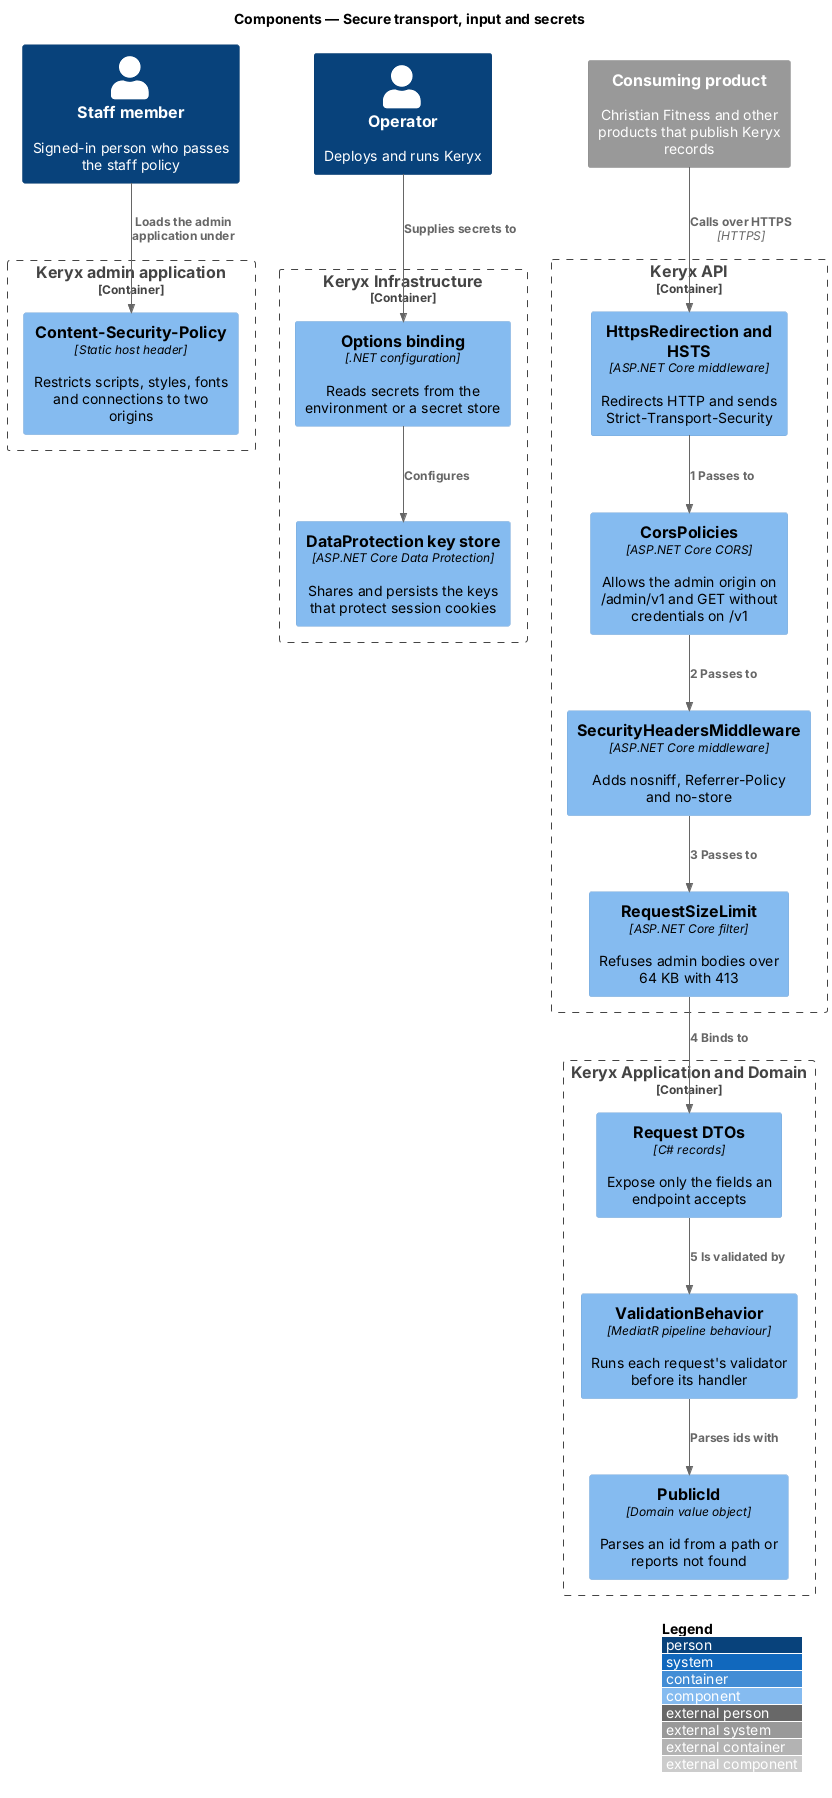 Components — Secure transport, input and secrets
Staff member
Signed-in person who passes
the staff policy
Operator
Deploys and runs Keryx
Consuming product
Christian Fitness and other
products that publish Keryx
records
Loads the admin
application under
Supplies secrets to
Calls over HTTPS
[HTTPS]
Keryx admin application
[Container]
Content-Security-Policy
[Static host header]
Restricts scripts, styles, fonts
and connections to two
origins
Keryx Infrastructure
[Container]
Options binding
[.NET configuration]
Reads secrets from the
environment or a secret store
Configures
DataProtection key store
[ASP.NET Core Data Protection]
Shares and persists the keys
that protect session cookies
Keryx API
[Container]
HttpsRedirection and
HSTS
[ASP.NET Core middleware]
Redirects HTTP and sends
Strict-Transport-Security
1 Passes to
CorsPolicies
[ASP.NET Core CORS]
Allows the admin origin on
/admin/v1 and GET without
credentials on /v1
2 Passes to
SecurityHeadersMiddleware
[ASP.NET Core middleware]
Adds nosniff, Referrer-Policy
and no-store
3 Passes to
RequestSizeLimit
[ASP.NET Core filter]
Refuses admin bodies over
64 KB with 413
4 Binds to
Keryx Application and Domain
[Container]
Request DTOs
[C# records]
Expose only the fields an
endpoint accepts
5 Is validated by
ValidationBehavior
[MediatR pipeline behaviour]
Runs each request's validator
before its handler
Parses ids with
PublicId
[Domain value object]
Parses an id from a path or
reports not found
Legend
person
system
container
component
external person
external system
external container
external component